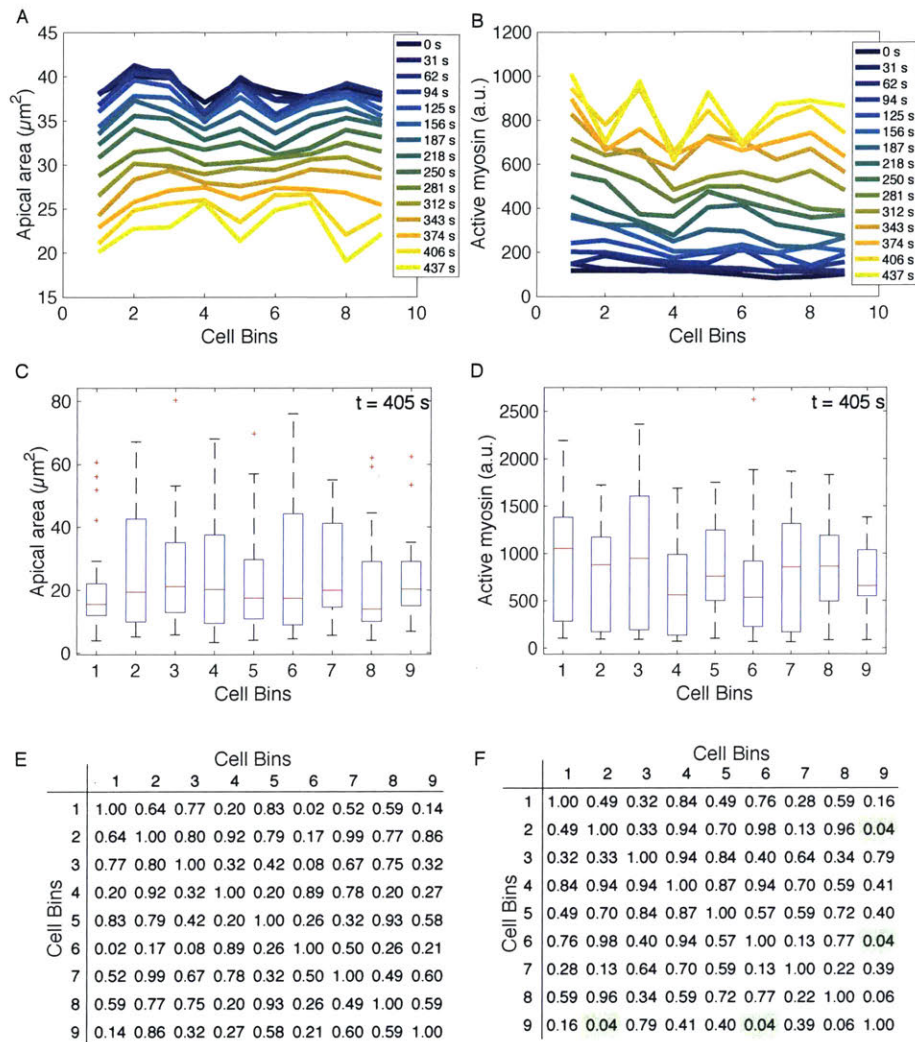 A
Apical area (µm²)
45
40
35
30
25
20
15
0 2 4 6 8 10
Cell Bins
0 s
31 s
62 s
94 s
125 s
156 s
187 s
218 s
250 s
281 s
312 s
343 s
374 s
406 s
437 s
B
Active myosin (a.u.)
1200
1000
800
600
400
200
0
0 2 4 6 8 10
Cell Bins
0 s
31 s
62 s
94 s
125 s
156 s
187 s
218 s
250 s
281 s
312 s
343 s
374 s
406 s
437 s
C
t = 405 s
Apical area (µm²)
80
60
40
20
0
1 2 3 4 5 6 7 8 9
Cell Bins
D
t = 405 s
Active myosin (a.u.)
2500
2000
1500
1000
500
0
1 2 3 4 5 6 7 8 9
Cell Bins
E
Cell Bins
1 2 3 4 5 6 7 8 9
Cell Bins
1 1.00 0.64 0.77 0.20 0.83 0.02 0.52 0.59 0.14
2 0.64 1.00 0.80 0.92 0.79 0.17 0.99 0.77 0.86
3 0.77 0.80 1.00 0.32 0.42 0.08 0.67 0.75 0.32
4 0.20 0.92 0.32 1.00 0.20 0.89 0.78 0.20 0.27
5 0.83 0.79 0.42 0.20 1.00 0.26 0.32 0.93 0.58
6 0.02 0.17 0.08 0.89 0.26 1.00 0.50 0.26 0.21
7 0.52 0.99 0.67 0.78 0.32 0.50 1.00 0.49 0.60
8 0.59 0.77 0.75 0.20 0.93 0.26 0.49 1.00 0.59
9 0.14 0.86 0.32 0.27 0.58 0.21 0.60 0.59 1.00
F
Cell Bins
1 2 3 4 5 6 7 8 9
Cell Bins
1 1.00 0.49 0.32 0.84 0.49 0.76 0.28 0.59 0.16
2 0.49 1.00 0.33 0.94 0.70 0.98 0.13 0.96 0.04
3 0.32 0.33 1.00 0.94 0.84 0.40 0.64 0.34 0.79
4 0.84 0.94 0.94 1.00 0.87 0.94 0.70 0.59 0.41
5 0.49 0.70 0.84 0.87 1.00 0.57 0.59 0.72 0.40
6 0.76 0.98 0.40 0.94 0.57 1.00 0.13 0.77 0.04
7 0.28 0.13 0.64 0.70 0.59 0.13 1.00 0.22 0.39
8 0.59 0.96 0.34 0.59 0.72 0.77 0.22 1.00 0.06
9 0.16 0.04 0.79 0.41 0.40 0.04 0.39 0.06 1.00